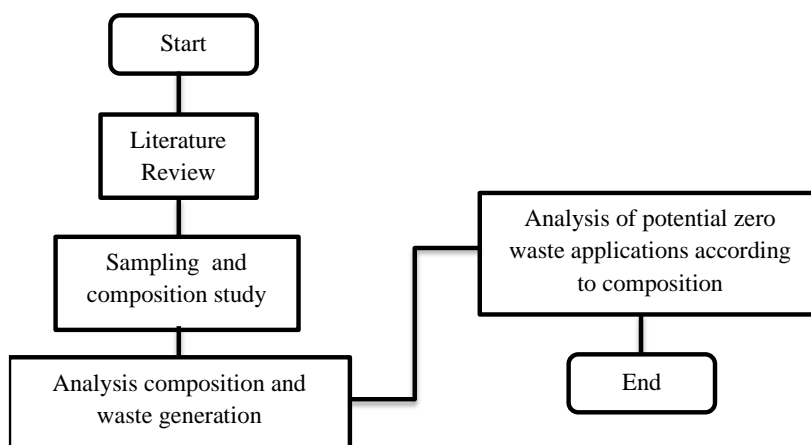 Start
Literature
Review
Sampling and
composition study
Analysis composition and
waste generation
Analysis of potential zero
waste applications according
to composition
End